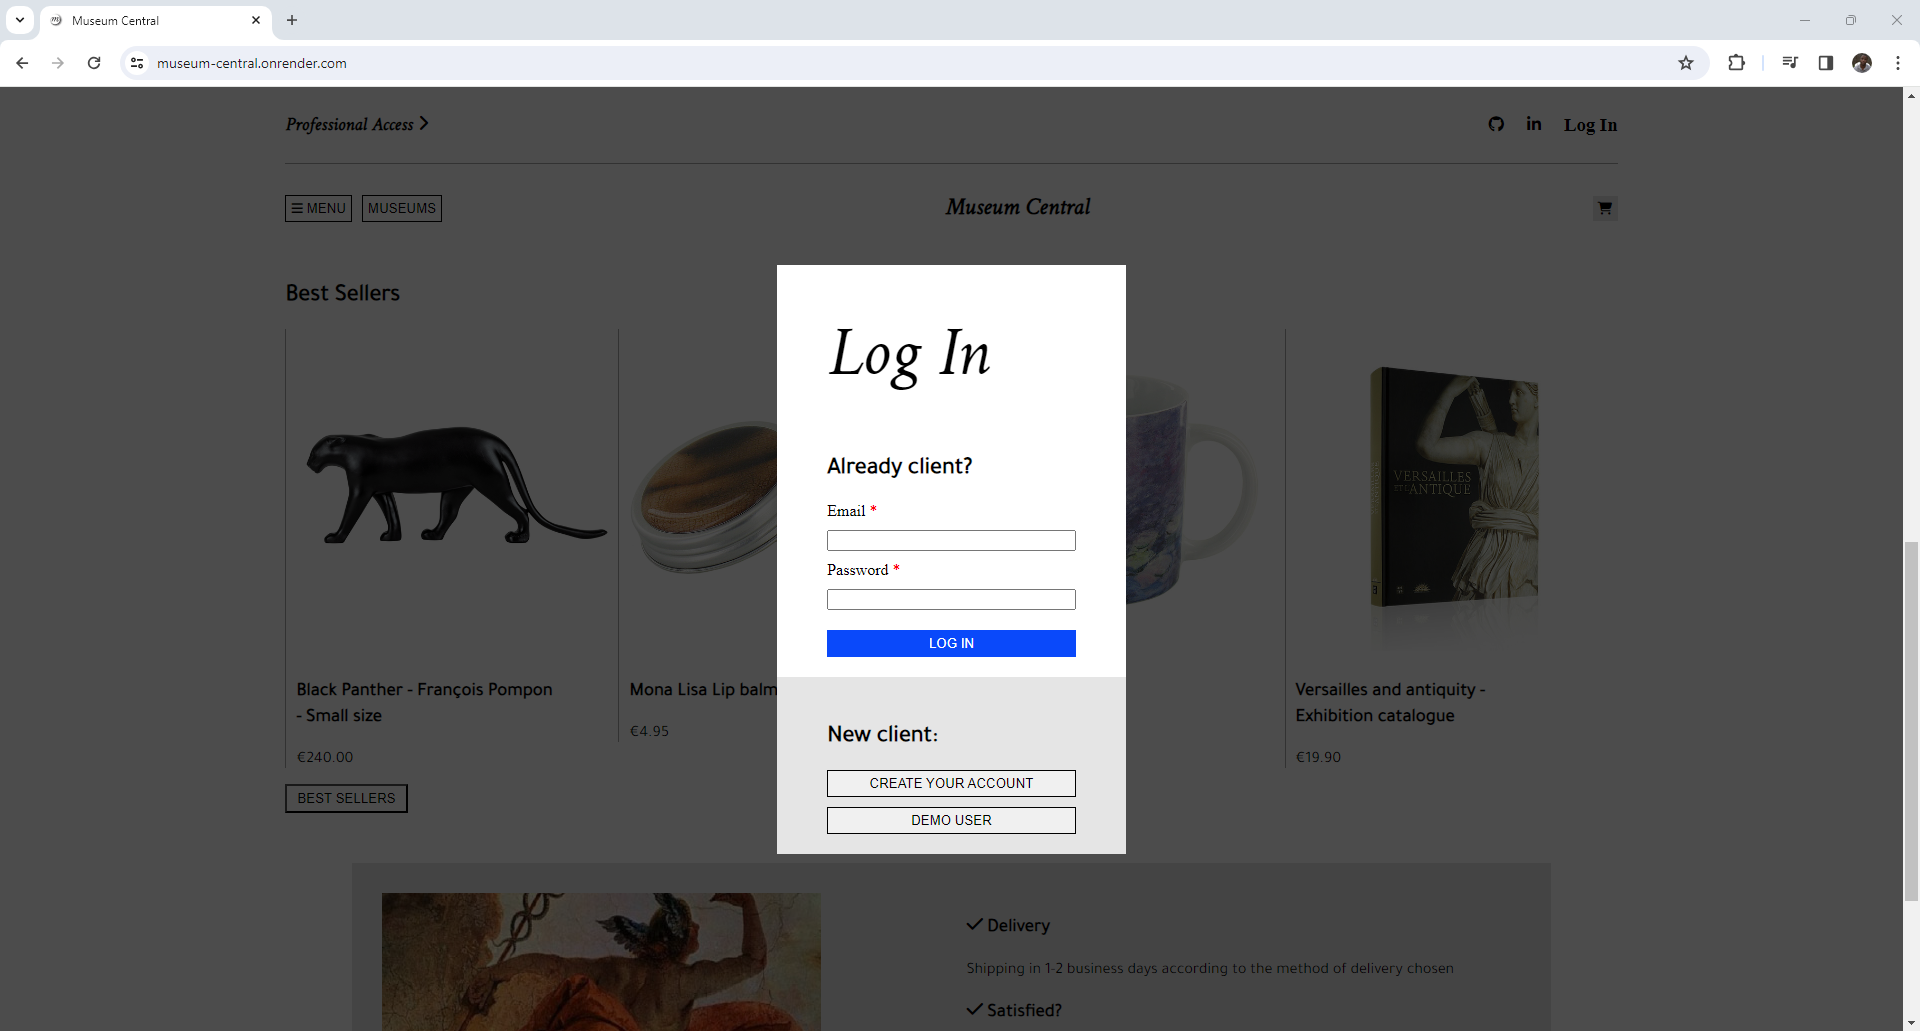 Museum Central
museum-central.onrender.com
Professional Access
Log In
MENU
MUSEUMS
Museum Central
Best Sellers
Log In
Already client?
Email *
Password *
LOG IN
New client:
CREATE YOUR ACCOUNT
DEMO USER
VERSAILLES
ET L'ANTIQUE
Black Panther - François Pompon
- Small size
€240.00
Mona Lisa Lip balm
€4.95
Versailles and antiquity -
Exhibition catalogue
€19.90
BEST SELLERS
Delivery
Shipping in 1-2 business days according to the method of delivery chosen
Satisfied?